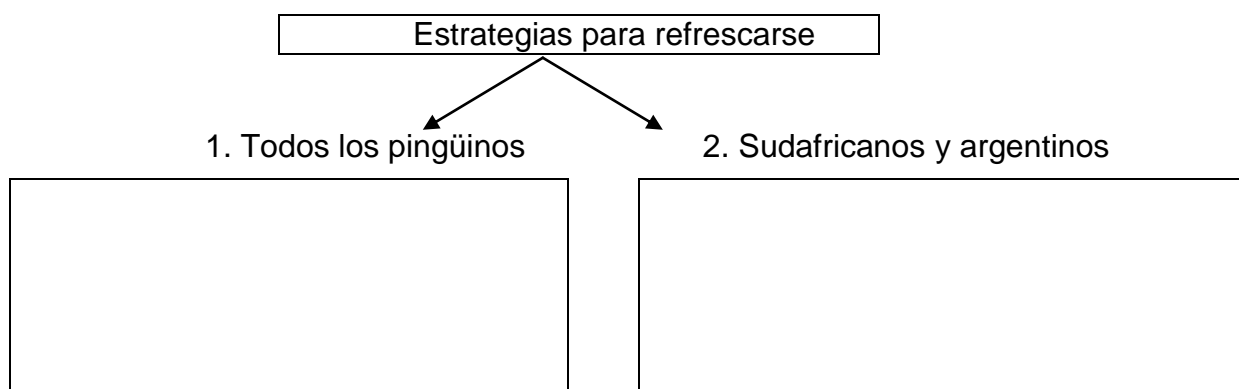 Estrategias para refrescarse
1. Todos los pingüinos
2. Sudafricanos y argentinos